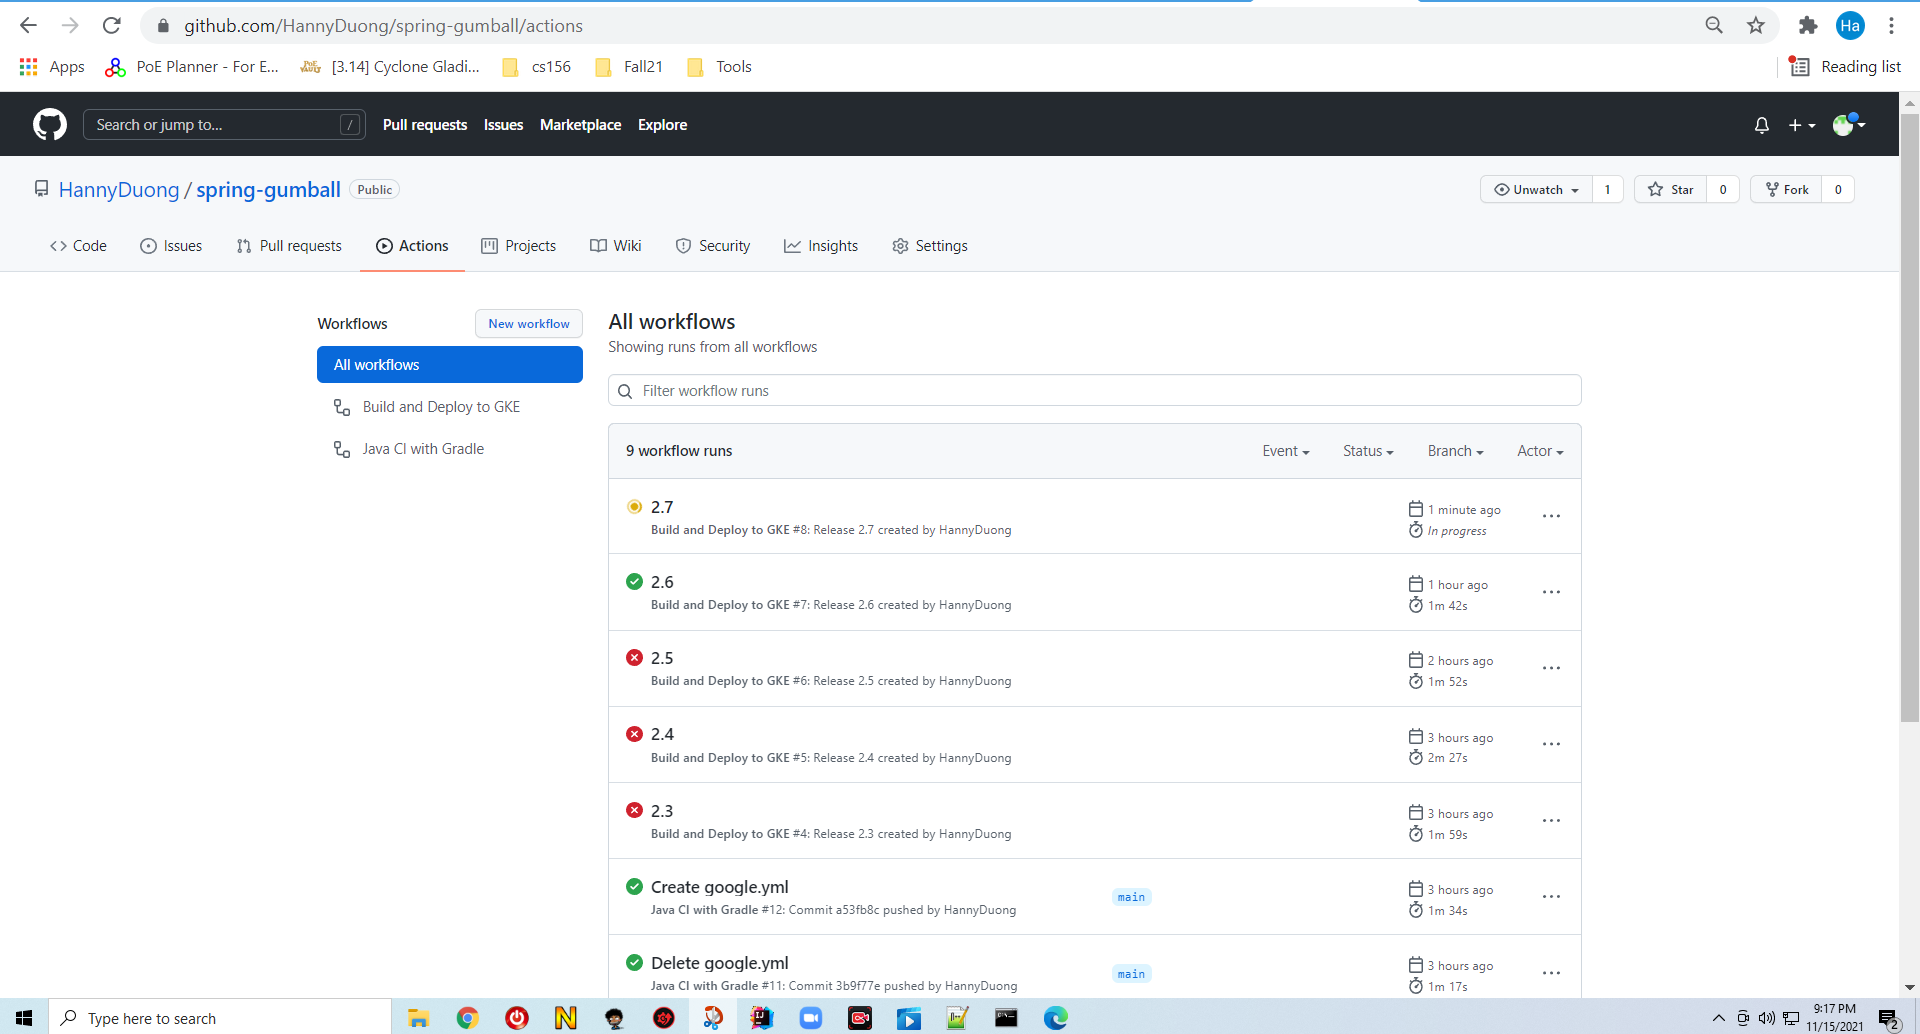 github.com/HannyDuong/spring-gumball/actions
Ha
Apps
PoE Planner - For E...
POE VAULT
[3.14] Cyclone Gladi...
cs156
Fall21
Tools
Reading list
Search or jump to...
/
Pull requests
Issues
Marketplace
Explore
HannyDuong / spring-gumball
Public
Unwatch
1
Star
0
Fork
0
Code
Issues
Pull requests
Actions
Projects
Wiki
Security
Insights
Settings
Workflows
New workflow
All workflows
Build and Deploy to GKE
Java CI with Gradle
All workflows
Showing runs from all workflows
Filter workflow runs
9 workflow runs
Event
Status
Branch
Actor
2.7
Build and Deploy to GKE #8: Release 2.7 created by HannyDuong
1 minute ago
In progress
2.6
Build and Deploy to GKE #7: Release 2.6 created by HannyDuong
1 hour ago
1m 42s
2.5
Build and Deploy to GKE #6: Release 2.5 created by HannyDuong
2 hours ago
1m 52s
2.4
Build and Deploy to GKE #5: Release 2.4 created by HannyDuong
3 hours ago
2m 27s
2.3
Build and Deploy to GKE #4: Release 2.3 created by HannyDuong
3 hours ago
1m 59s
Create google.yml
Java CI with Gradle #12: Commit a53fb8c pushed by HannyDuong
main
3 hours ago
1m 34s
Delete google.yml
Java CI with Gradle #11: Commit 3b9f77e pushed by HannyDuong
main
3 hours ago
1m 17s
Type here to search
N
IJ
9:17 PM
11/15/2021
2